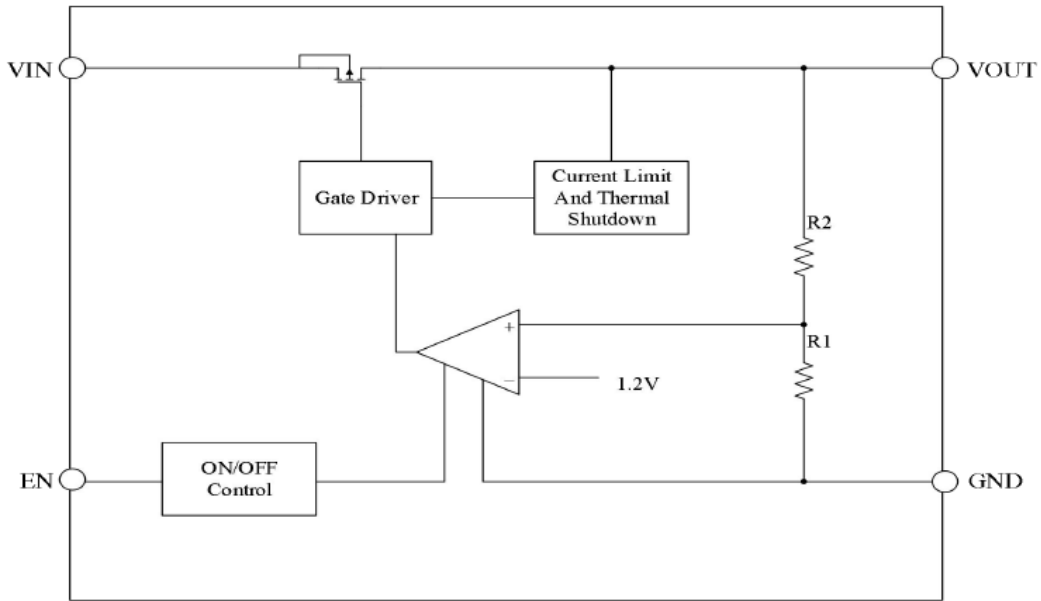 VIN
VOUT
Gate Driver
Current Limit
And Thermal
Shutdown
R2
+
R1
−
1.2V
EN
ON/OFF
Control
GND